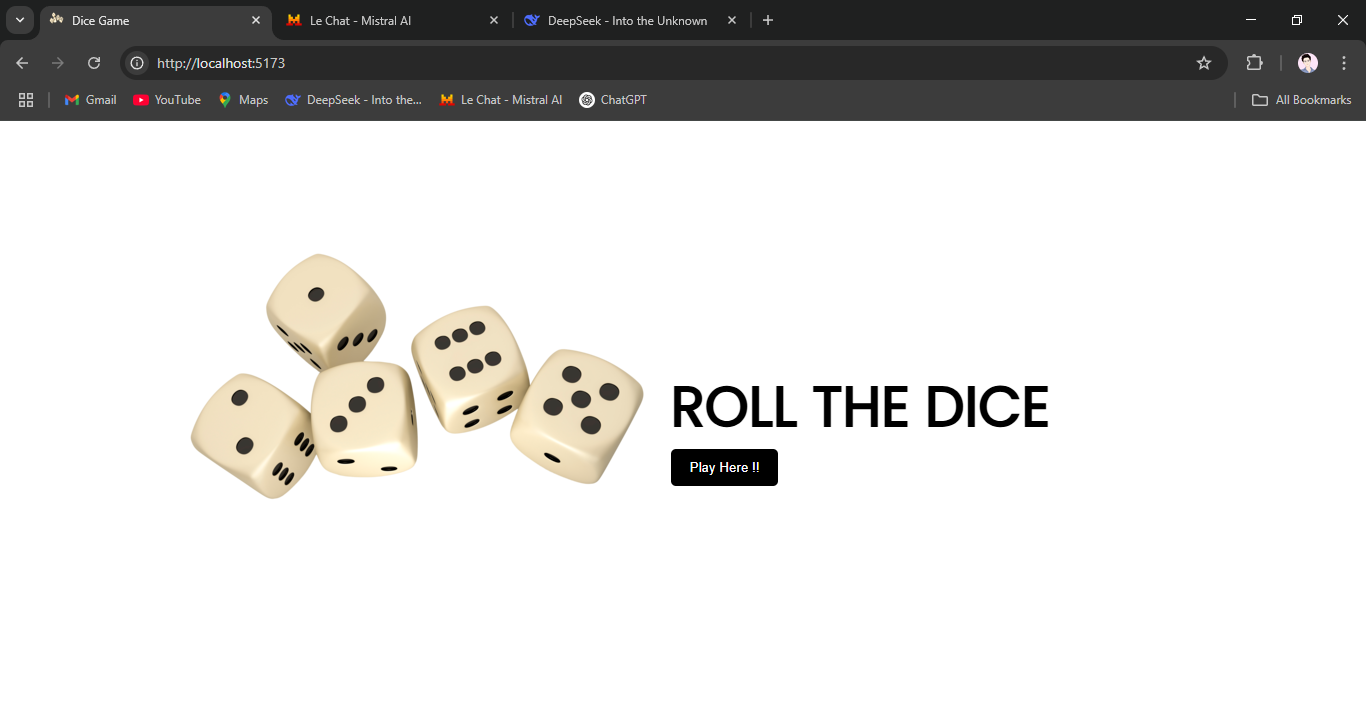 Dice Game
Le Chat - Mistral AI
DeepSeek - Into the Unknown
http://localhost:5173
Gmail
YouTube
Maps
DeepSeek - Into the...
Le Chat - Mistral AI
ChatGPT
All Bookmarks
ROLL THE DICE
Play Here !!